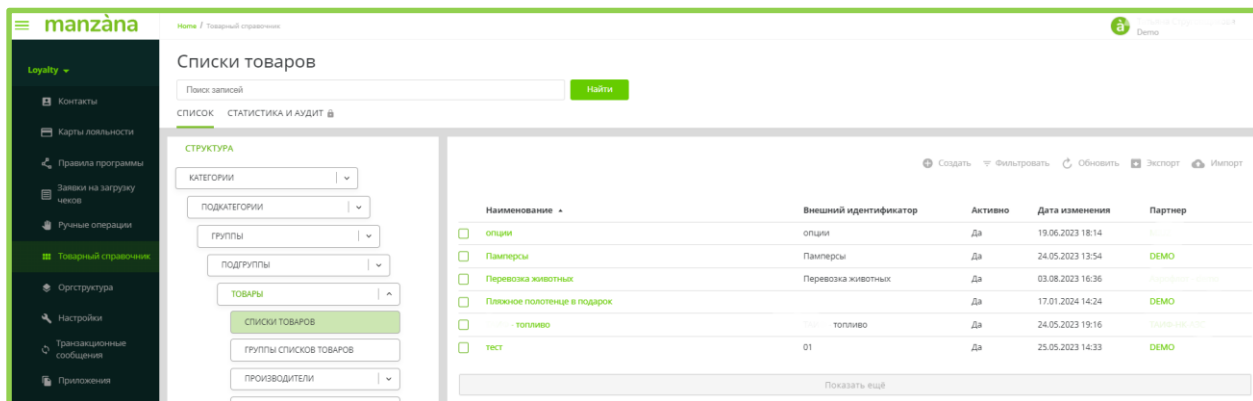 manzàna
Home / Товарный справочник
à
Demo
Loyalty
Контакты
Карты лояльности
Правила программы
Заявки на загрузку
чеков
Ручные операции
Товарный справочник
Оргструктура
Настройки
Транзакционные
сообщения
Приложения
Списки товаров
Поиск записей
Найти
СПИСОК СТАТИСТИКА И АУДИТ
СТРУКТУРА
КАТЕГОРИИ
ПОДКАТЕГОРИИ
ГРУППЫ
ПОДГРУППЫ
ТОВАРЫ
СПИСКИ ТОВАРОВ
ГРУППЫ СПИСКОВ ТОВАРОВ
ПРОИЗВОДИТЕЛИ
Создать Фильтровать Обновить Экспорт Импорт
Наименование Внешний идентификатор Активно Дата изменения Партнер
опции опции Да 19.06.2023 18:14
Памперсы Памперсы Да 24.05.2023 13:54 DEMO
Перевозка животных Перевозка животных Да 03.08.2023 16:36
Пляжное полотенце в подарок Да 17.01.2024 14:24 DEMO
топливо топливо Да 24.05.2023 19:16
тест 01 Да 25.05.2023 14:33 DEMO
Показать ещё